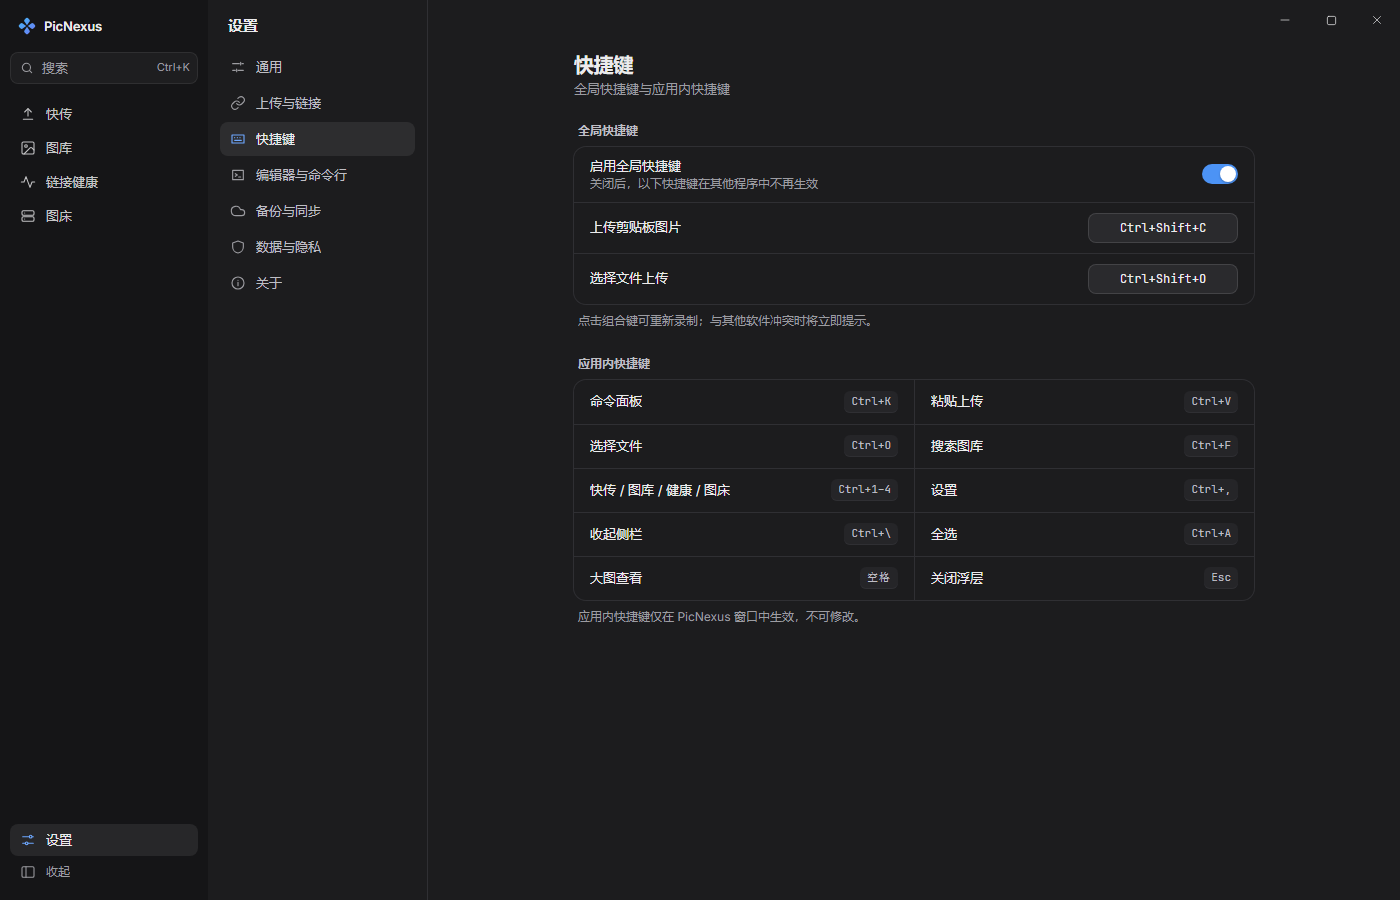 PicNexus
搜索 Ctrl+K
快传
图库
链接健康
图床
设置
收起
设置
通用
上传与链接
快捷键
编辑器与命令行
备份与同步
数据与隐私
关于
快捷键
全局快捷键与应用内快捷键
全局快捷键
启用全局快捷键
关闭后，以下快捷键在其他程序中不再生效
上传剪贴板图片 Ctrl+Shift+C
选择文件上传 Ctrl+Shift+O
点击组合键可重新录制；与其他软件冲突时将立即提示。
应用内快捷键
命令面板 Ctrl+K 粘贴上传 Ctrl+V
选择文件 Ctrl+O 搜索图库 Ctrl+F
快传 / 图库 / 健康 / 图床 Ctrl+1–4 设置 Ctrl+,
收起侧栏 Ctrl+\ 全选 Ctrl+A
大图查看 空格 关闭浮层 Esc
应用内快捷键仅在 PicNexus 窗口中生效，不可修改。